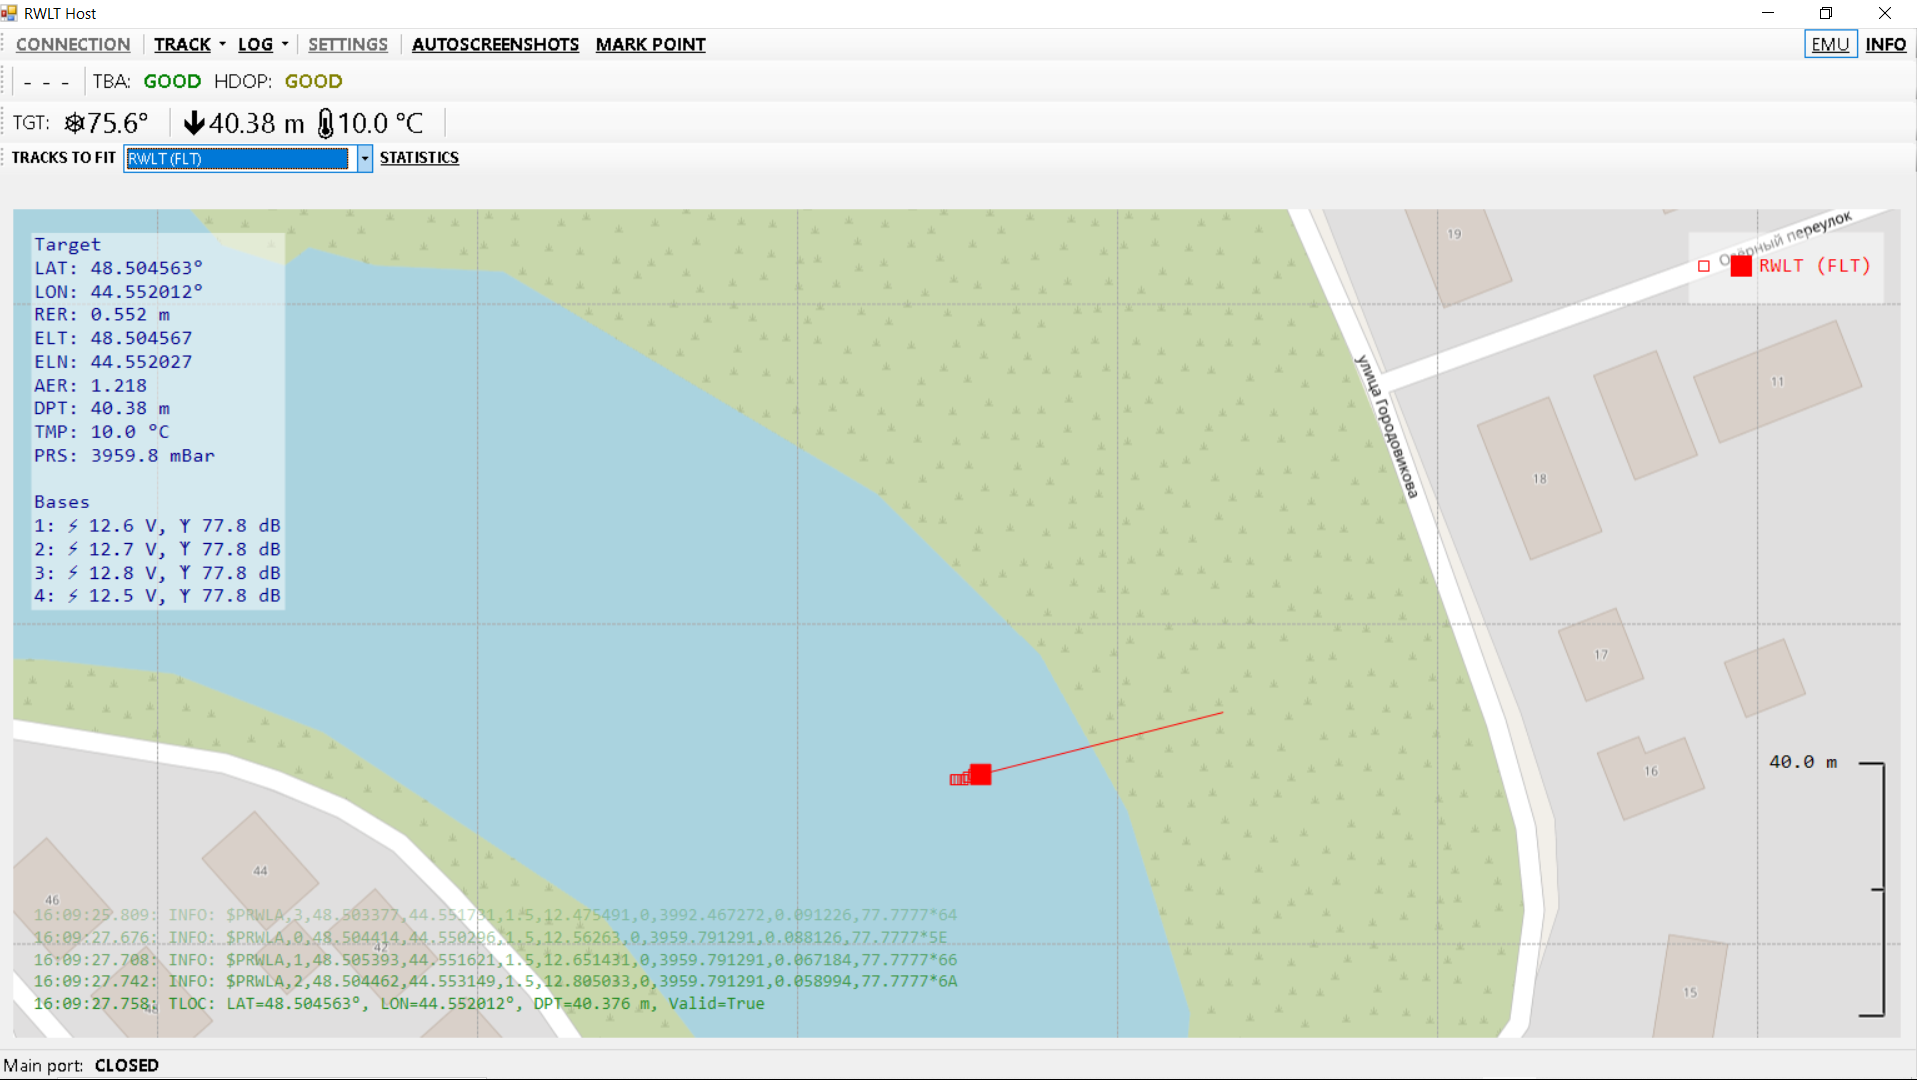 RWLT Host
CONNECTION TRACK LOG SETTINGS AUTOSCREENSHOTS MARK POINT EMU INFO
- - - TBA: GOOD HDOP: GOOD
TGT: 75.6° 40.38 m 10.0 °C
TRACKS TO FIT RWLT (FLT) STATISTICS
Target
LAT: 48.504563°
LON: 44.552012°
RER: 0.552 m
ELT: 48.504567
ELN: 44.552027
AER: 1.218
DPT: 40.38 m
TMP: 10.0 °C
PRS: 3959.8 mBar
Bases
1: ⚡ 12.6 V, 77.8 dB
2: ⚡ 12.7 V, 77.8 dB
3: ⚡ 12.8 V, 77.8 dB
4: ⚡ 12.5 V, 77.8 dB
19
Озёрный переулок
RWLT (FLT)
улица Городовикова
11
18
17
16
15
40.0 m
44
46
42
48
16:09:25.809: INFO: $PRWLA,3,48.503377,44.551731,1.5,12.475491,0,3992.467272,0.091226,77.7777*64
16:09:27.676: INFO: $PRWLA,0,48.504414,44.550296,1.5,12.56263,0,3959.791291,0.088126,77.7777*5E
16:09:27.708: INFO: $PRWLA,1,48.505393,44.551621,1.5,12.651431,0,3959.791291,0.067184,77.7777*66
16:09:27.742: INFO: $PRWLA,2,48.504462,44.553149,1.5,12.805033,0,3959.791291,0.058994,77.7777*6A
16:09:27.758: TLOC: LAT=48.504563°, LON=44.552012°, DPT=40.376 m, Valid=True
Main port: CLOSED